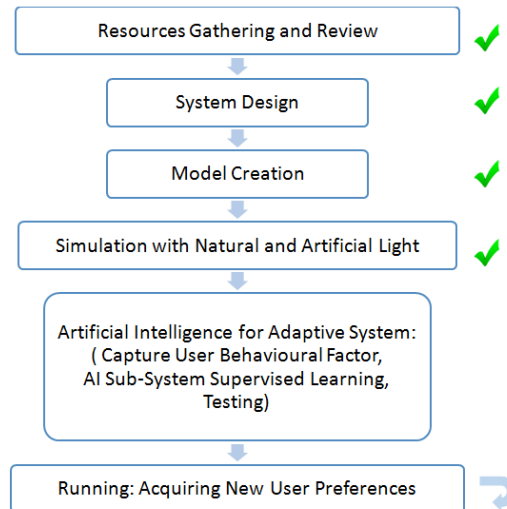 Resources Gathering and Review
System Design
Model Creation
Simulation with Natural and Artificial Light
Artificial Intelligence for Adaptive System:
( Capture User Behavioural Factor,
AI Sub-System Supervised Learning,
Testing)
Running: Acquiring New User Preferences